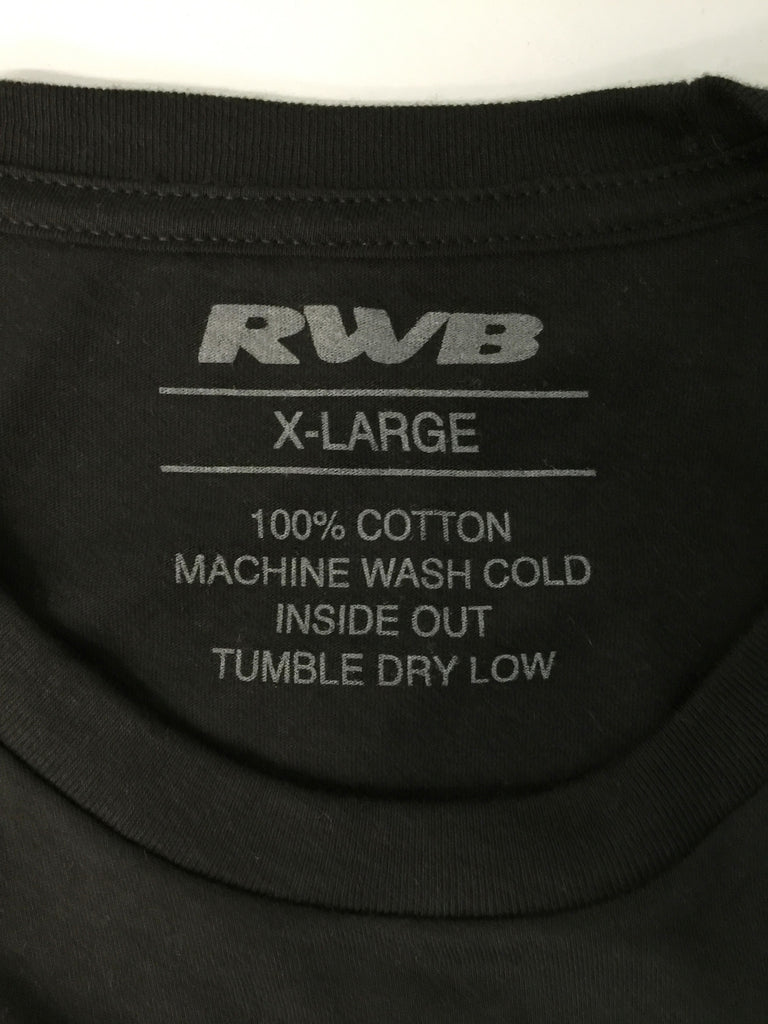 RWB
X-LARGE
100% COTTON
MACHINE WASH COLD
INSIDE OUT
TUMBLE DRY LOW